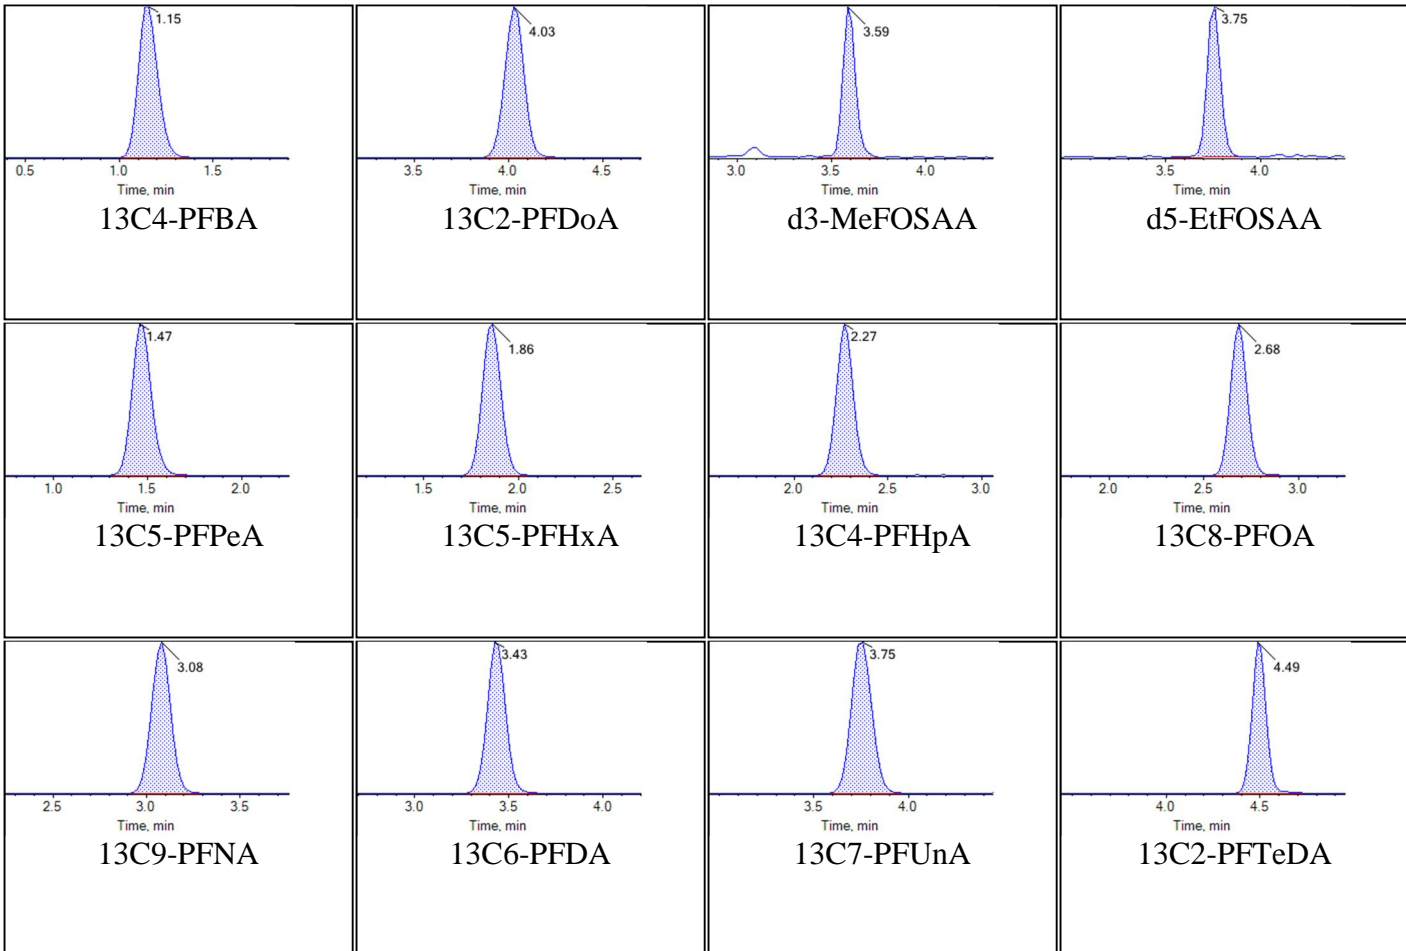 1.15
0.5 1.0 1.5
Time, min
13C4-PFBA
4.03
3.5 4.0 4.5
Time, min
13C2-PFDoA
3.59
3.0 3.5 4.0
Time, min
d3-MeFOSAA
3.75
3.5 4.0
Time, min
d5-EtFOSAA
1.47
1.0 1.5 2.0
Time, min
13C5-PFPeA
1.86
1.5 2.0 2.5
Time, min
13C5-PFHxA
2.27
2.0 2.5 3.0
Time, min
13C4-PFHpA
2.68
2.0 2.5 3.0
Time, min
13C8-PFOA
3.08
2.5 3.0 3.5
Time, min
13C9-PFNA
3.43
3.0 3.5 4.0
Time, min
13C6-PFDA
3.75
3.5 4.0
Time, min
13C7-PFUnA
4.49
4.0 4.5
Time, min
13C2-PFTeDA